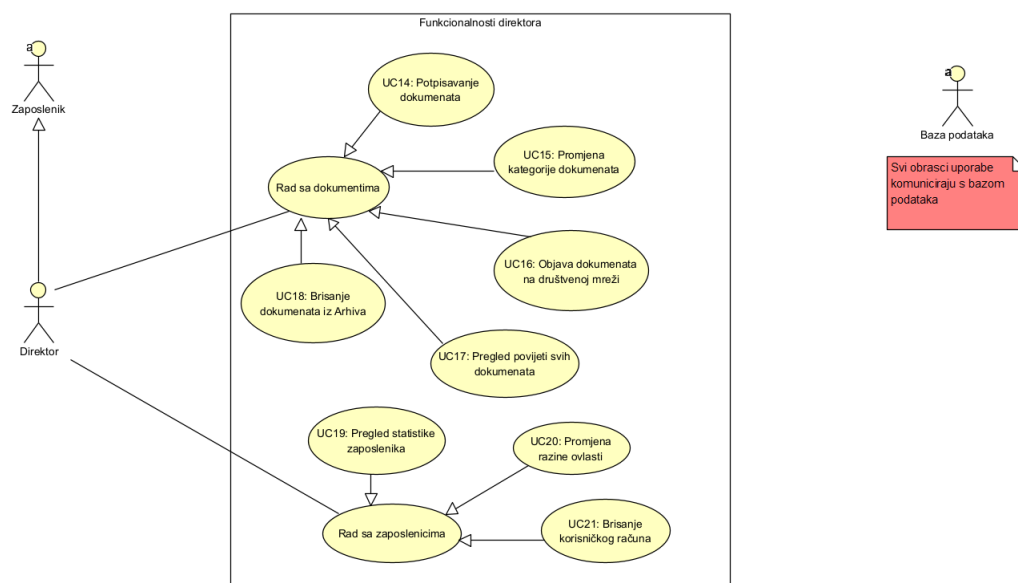 Funkcionalnosti direktora
a
Zaposlenik
UC14: Potpisavanje
dokumenata
a
Baza podataka
UC15: Promjena
kategorije dokumenata
Svi obrasci uporabe
komuniciraju s bazom
podataka
Rad sa dokumentima
UC16: Objava dokumenata
na društvenoj mreži
UC18: Brisanje
dokumenata iz Arhiva
Direktor
UC17: Pregled povijeti svih
dokumenata
UC19: Pregled statistike
zaposlenika
UC20: Promjena
razine ovlasti
Rad sa zaposlenicima
UC21: Brisanje
korisničkog računa